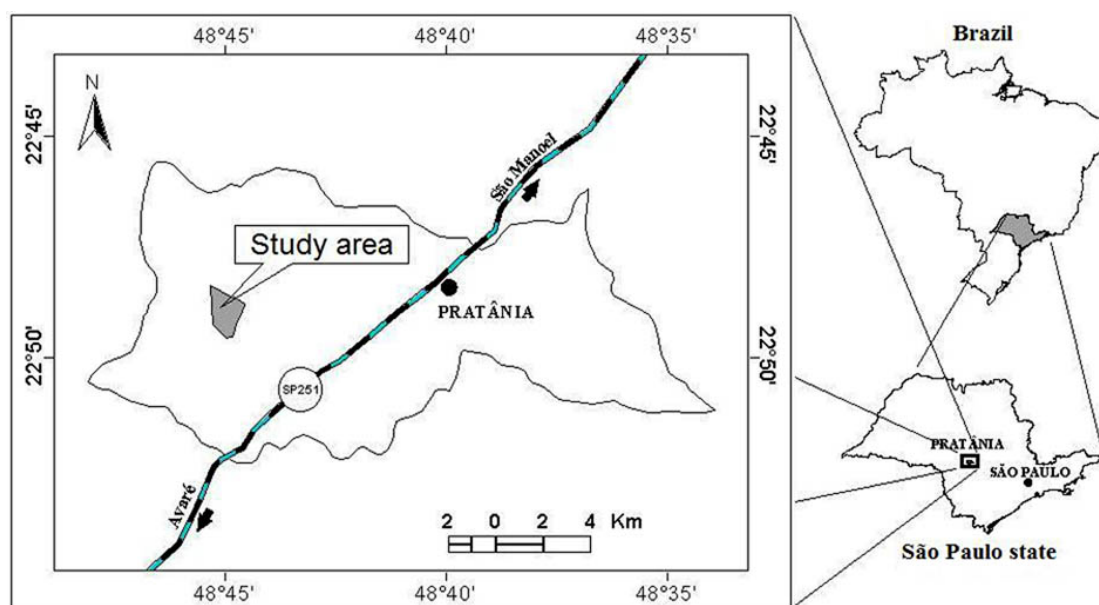 48°45' 48°40' 48°35'
N
22°45'
22°45'
São Manoel
Study area
PRATÂNIA
22°50'
22°50'
SP251
Avaré
2 0 2 4 Km
48°45' 48°40' 48°35'
Brazil
PRATÂNIA
SÃO PAULO
São Paulo state